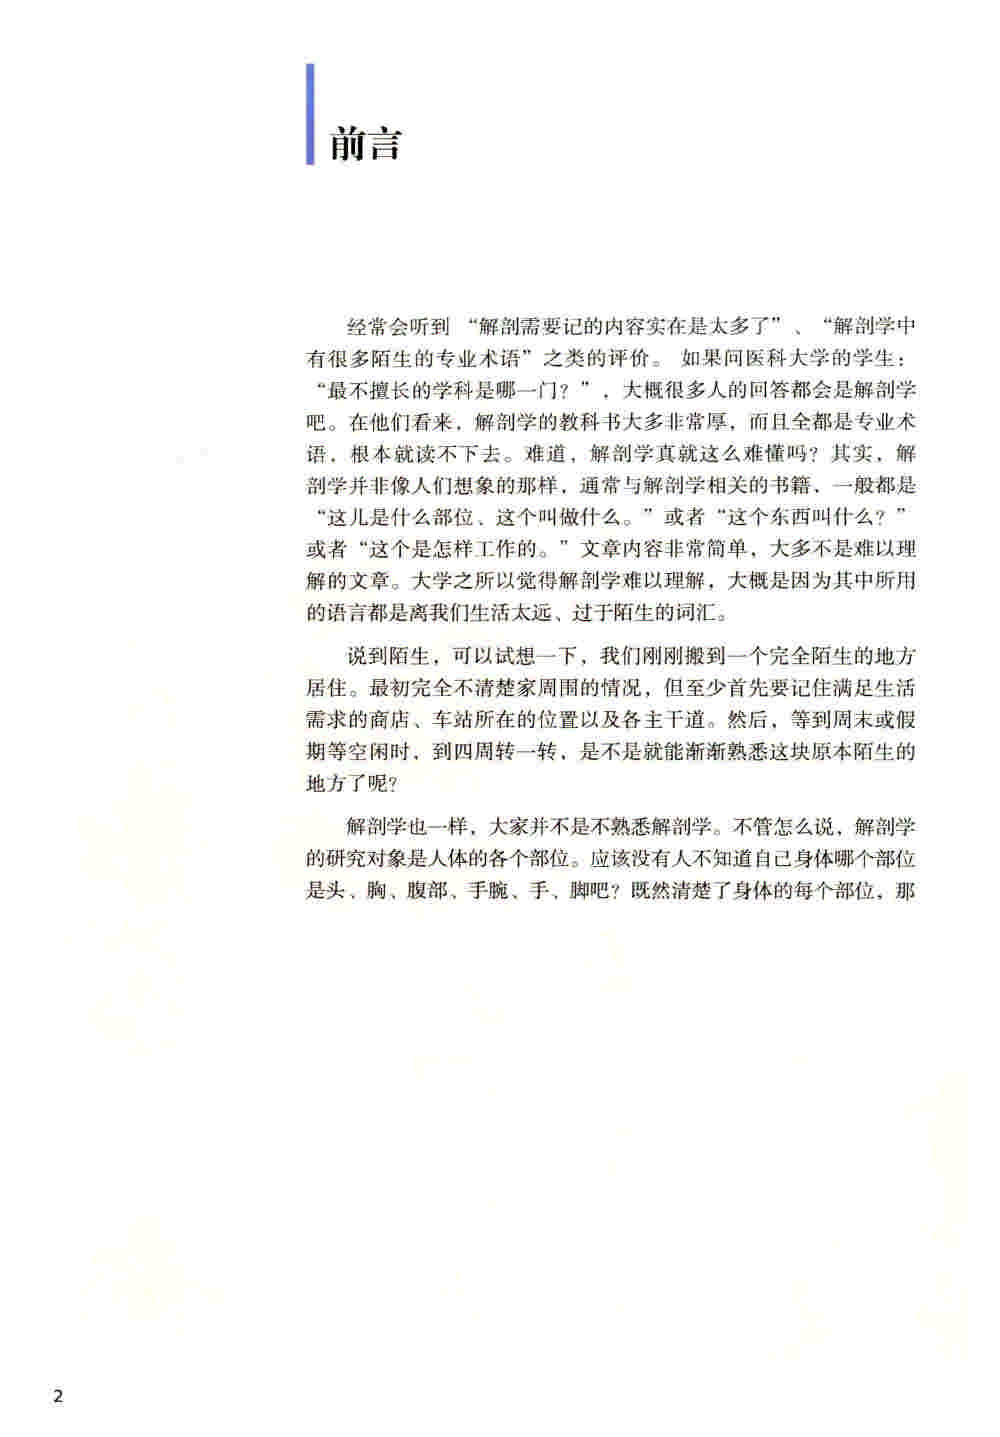 前言
经常会听到 “解剖需要记的内容实在是太多了”、“解剖学中
有很多陌生的专业术语”之类的评价。 如果问医科大学的学生：
“最不擅长的学科是哪一门？”，大概很多人的回答都会是解剖学
吧。在他们看来，解剖学的教科书大多非常厚，而且全都是专业术
语，根本就读不下去。难道，解剖学真就这么难懂吗？其实，解
剖学并非像人们想象的那样，通常与解剖学相关的书籍、一般都是
“这儿是什么部位、这个叫做什么。”或者“这个东西叫什么？”
或者“这个是怎样工作的。”文章内容非常简单，大多不是难以理
解的文章。大学之所以觉得解剖学难以理解，大概是因为其中所用
的语言都是离我们生活太远、过于陌生的词汇。
说到陌生，可以试想一下，我们刚刚搬到一个完全陌生的地方
居住。最初完全不清楚家周围的情况，但至少首先要记住满足生活
需求的商店、车站所在的位置以及各主干道。然后，等到周末或假
期等空闲时，到四周转一转，是不是就能渐渐熟悉这块原本陌生的
地方了呢？
解剖学也一样，大家并不是不熟悉解剖学。不管怎么说，解剖学
的研究对象是人体的各个部位。应该没有人不知道自己身体哪个部位
是头、胸、腹部、手腕、手、脚吧？既然清楚了身体的每个部位，那
2